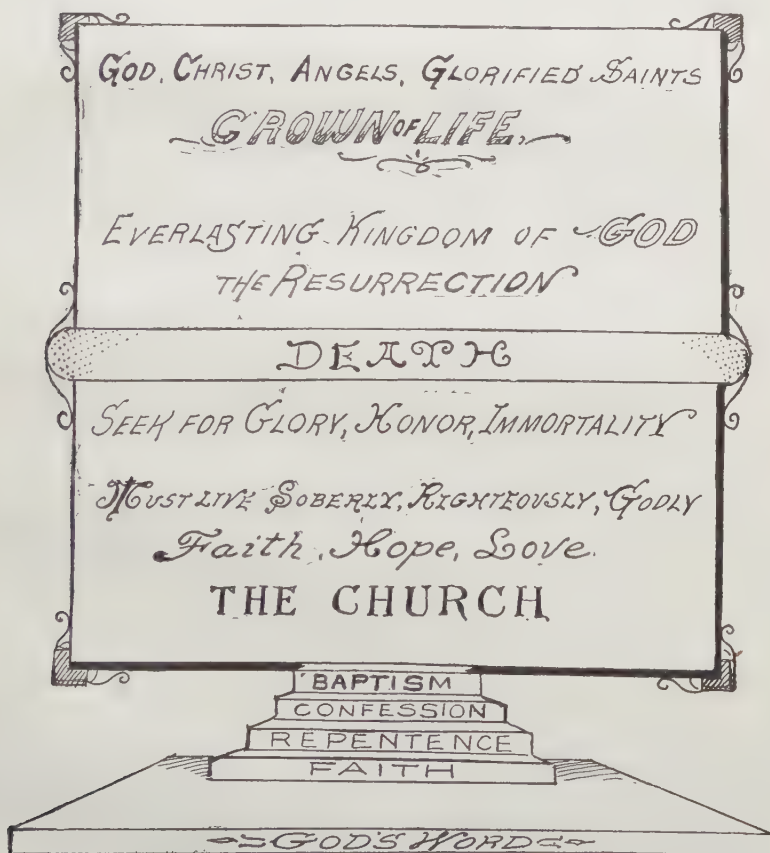 GOD, CHRIST, ANGELS, GLORIFIED SAINTS
CROWN OF LIFE.
EVERLASTING KINGDOM OF GOD
THE RESURRECTION
DEATH
SEEK FOR GLORY, HONOR, IMMORTALITY
MUST LIVE SOBERLY, RIGHTEOUSLY, GODLY
Faith, Hope, Love.
THE CHURCH
BAPTISM
CONFESSION
REPENTENCE
FAITH
GOD'S WORD